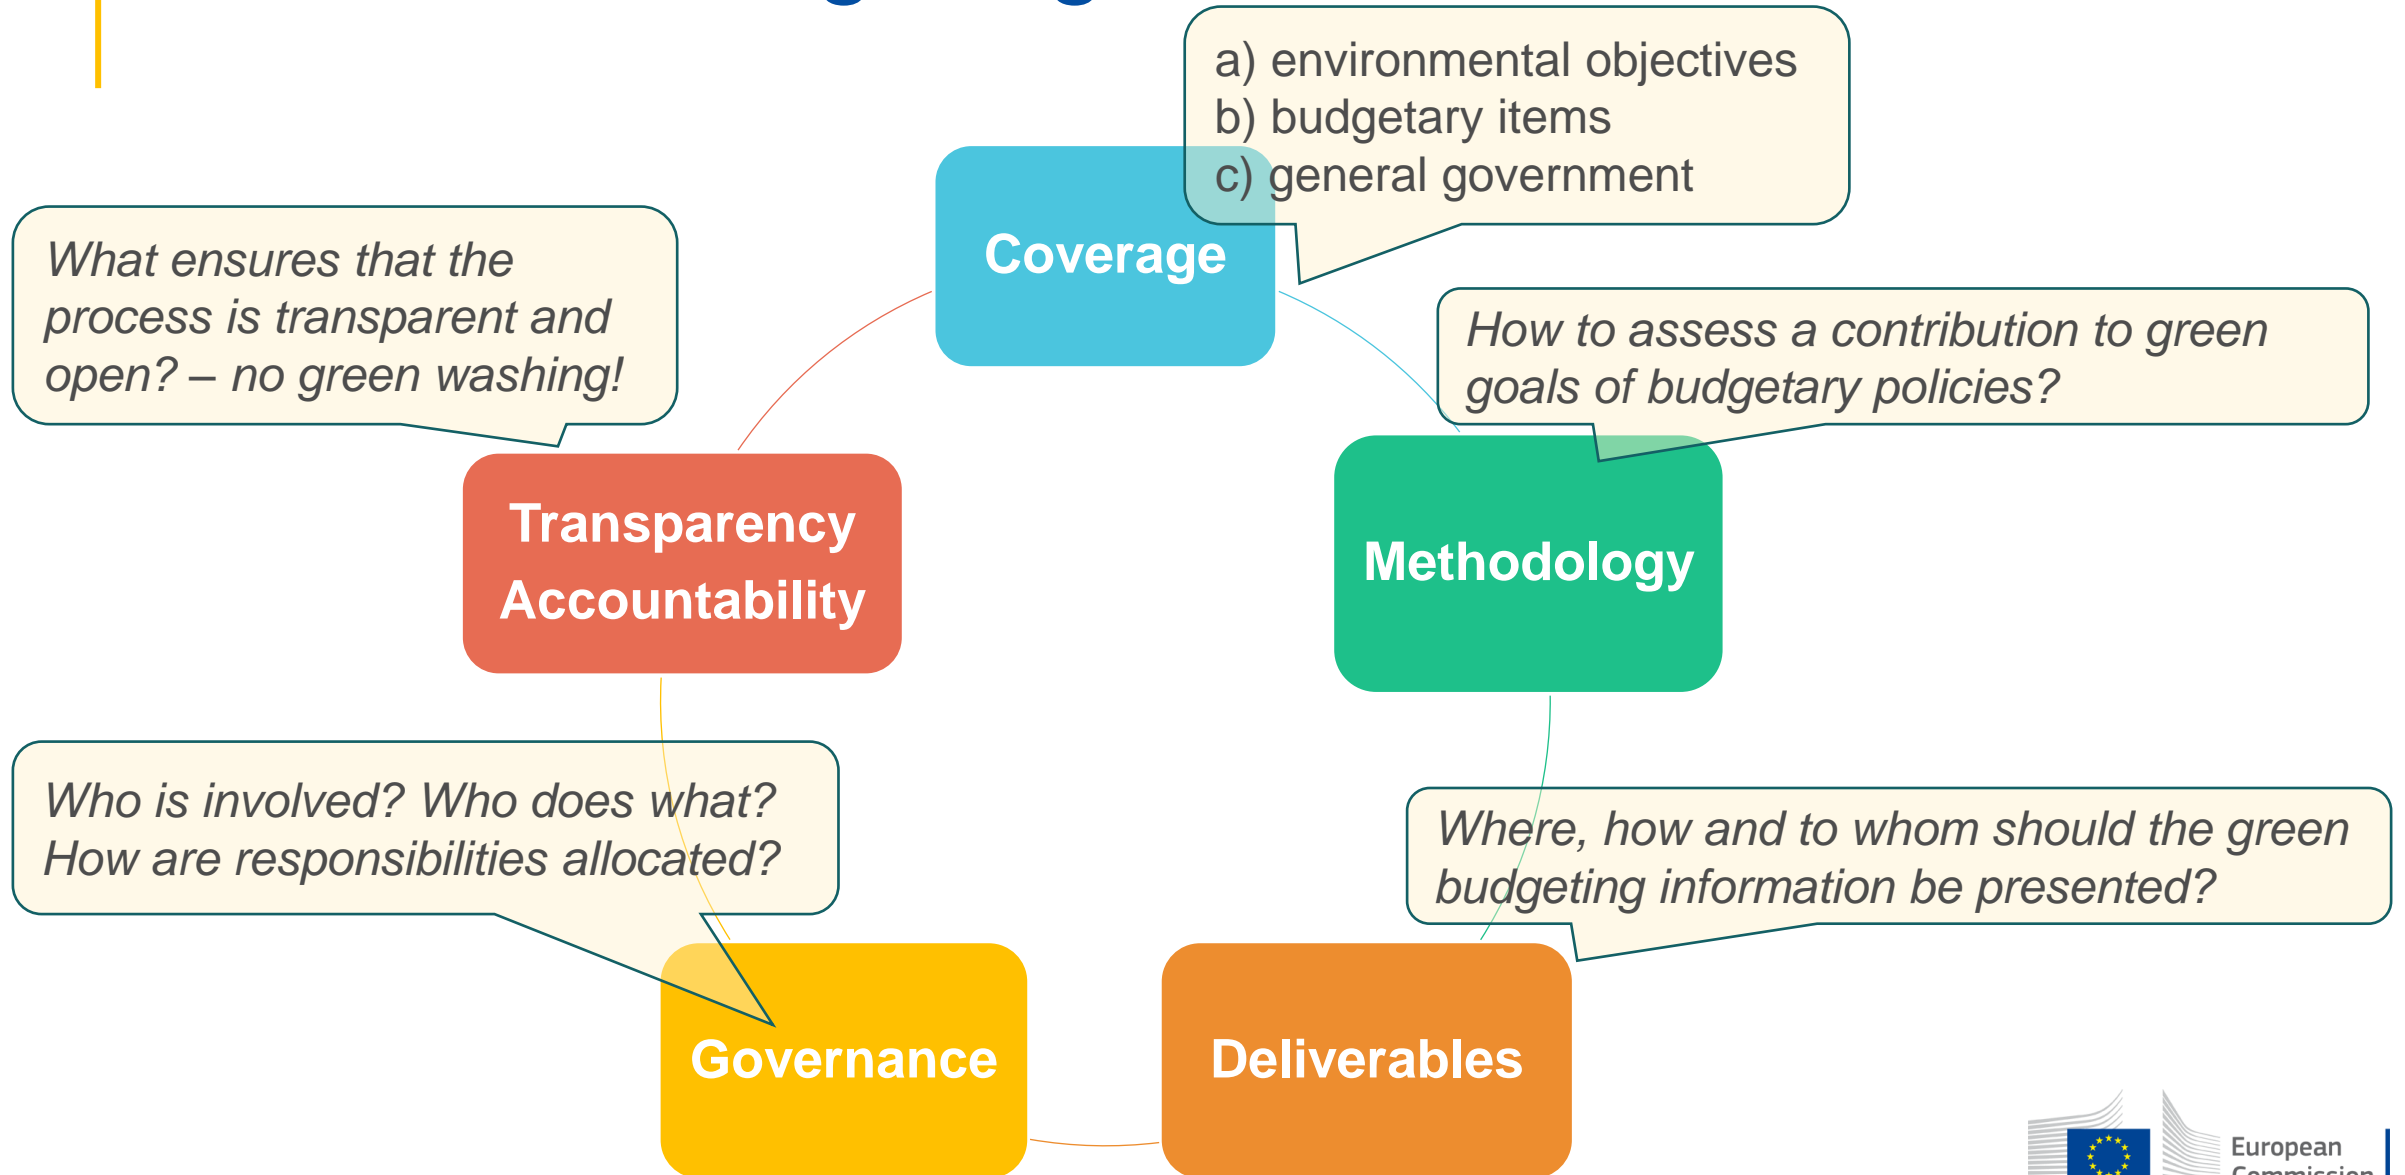 a) environmental objectives
b) budgetary items
c) general government
Coverage
What ensures that the
process is transparent and
open? – no green washing!
How to assess a contribution to green
goals of budgetary policies?
Transparency
Accountability
Methodology
Who is involved? Who does what?
How are responsibilities allocated?
Where, how and to whom should the green
budgeting information be presented?
Governance
Deliverables
European
Commission